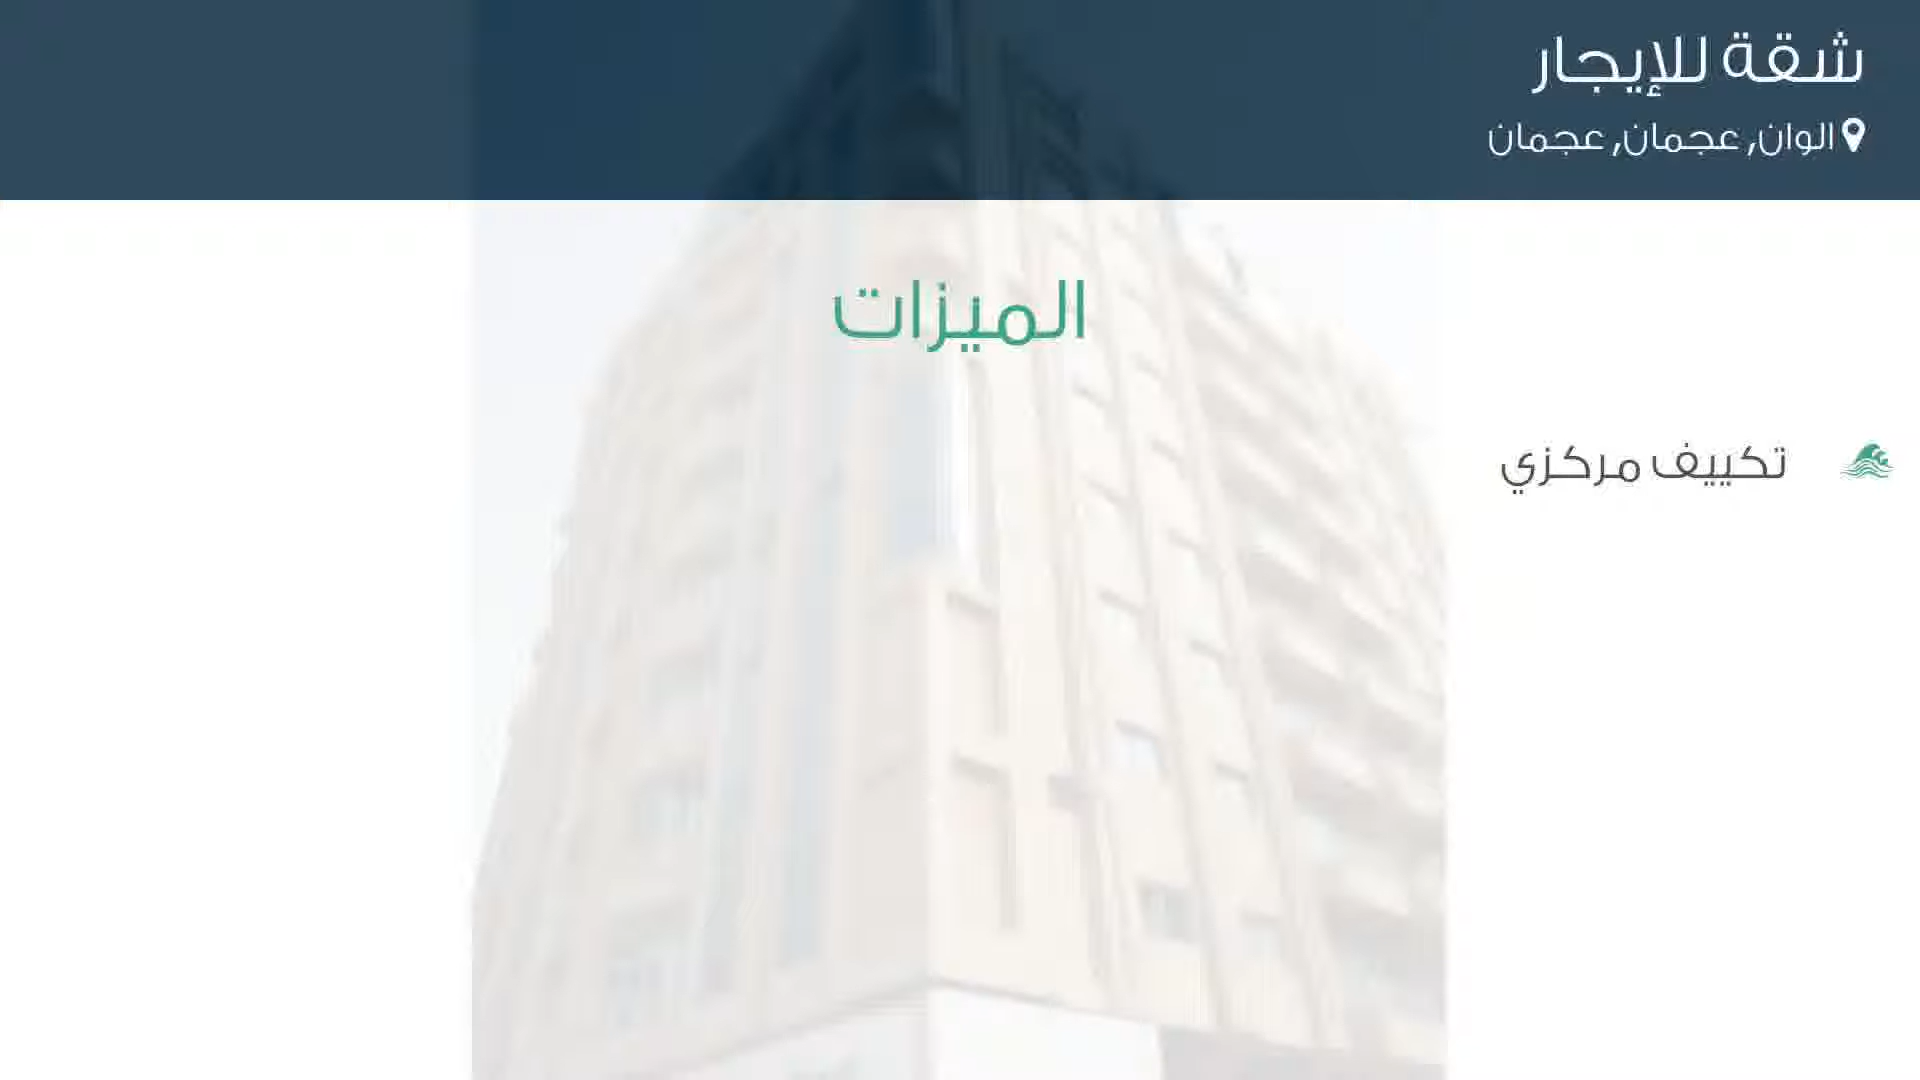 شقة للإيجار
الوان, عجمان, عجمان
الميزات
تكييف مركزي